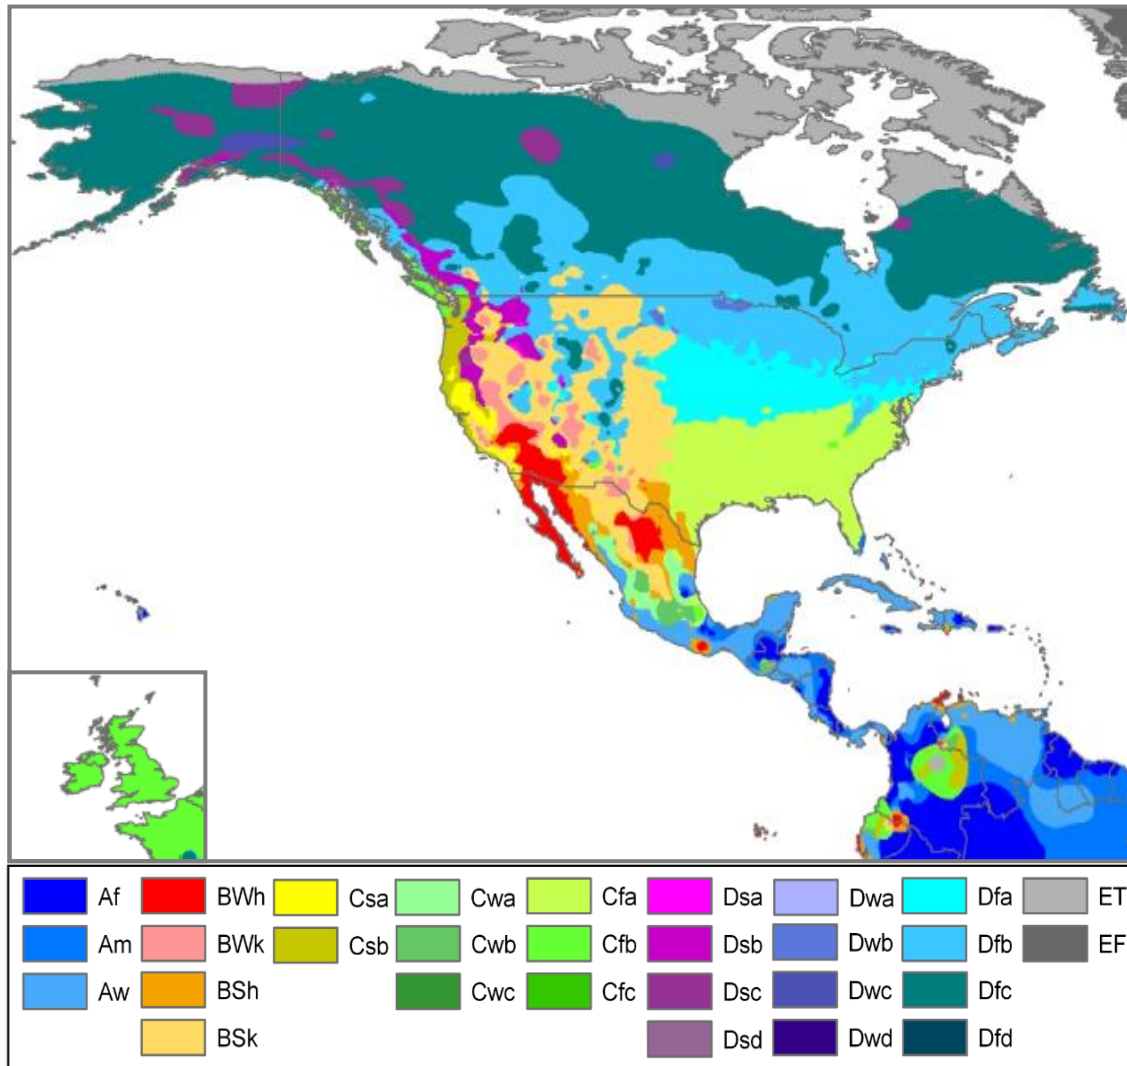 Af BWh Csa Cwa Cfa Dsa Dwa Dfa ET
Am BWk Csb Cwb Cfb Dsb Dwb Dfb EF
Aw BSh Cwc Cfc Dsc Dwc Dfc
BSk Dsd Dwd Dfd